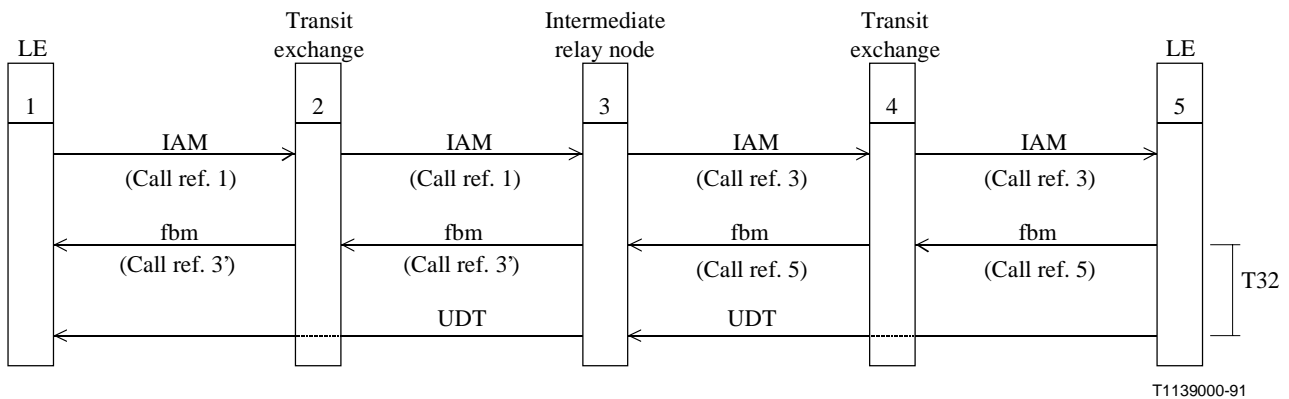 LE
Transit
exchange
Intermediate
relay node
Transit
exchange
LE
1
2
3
4
5
IAM
IAM
IAM
IAM
(Call ref. 1)
(Call ref. 1)
(Call ref. 3)
(Call ref. 3)
fbm
fbm
fbm
fbm
(Call ref. 3')
(Call ref. 3')
(Call ref. 5)
(Call ref. 5)
T32
UDT
UDT
T1139000-91